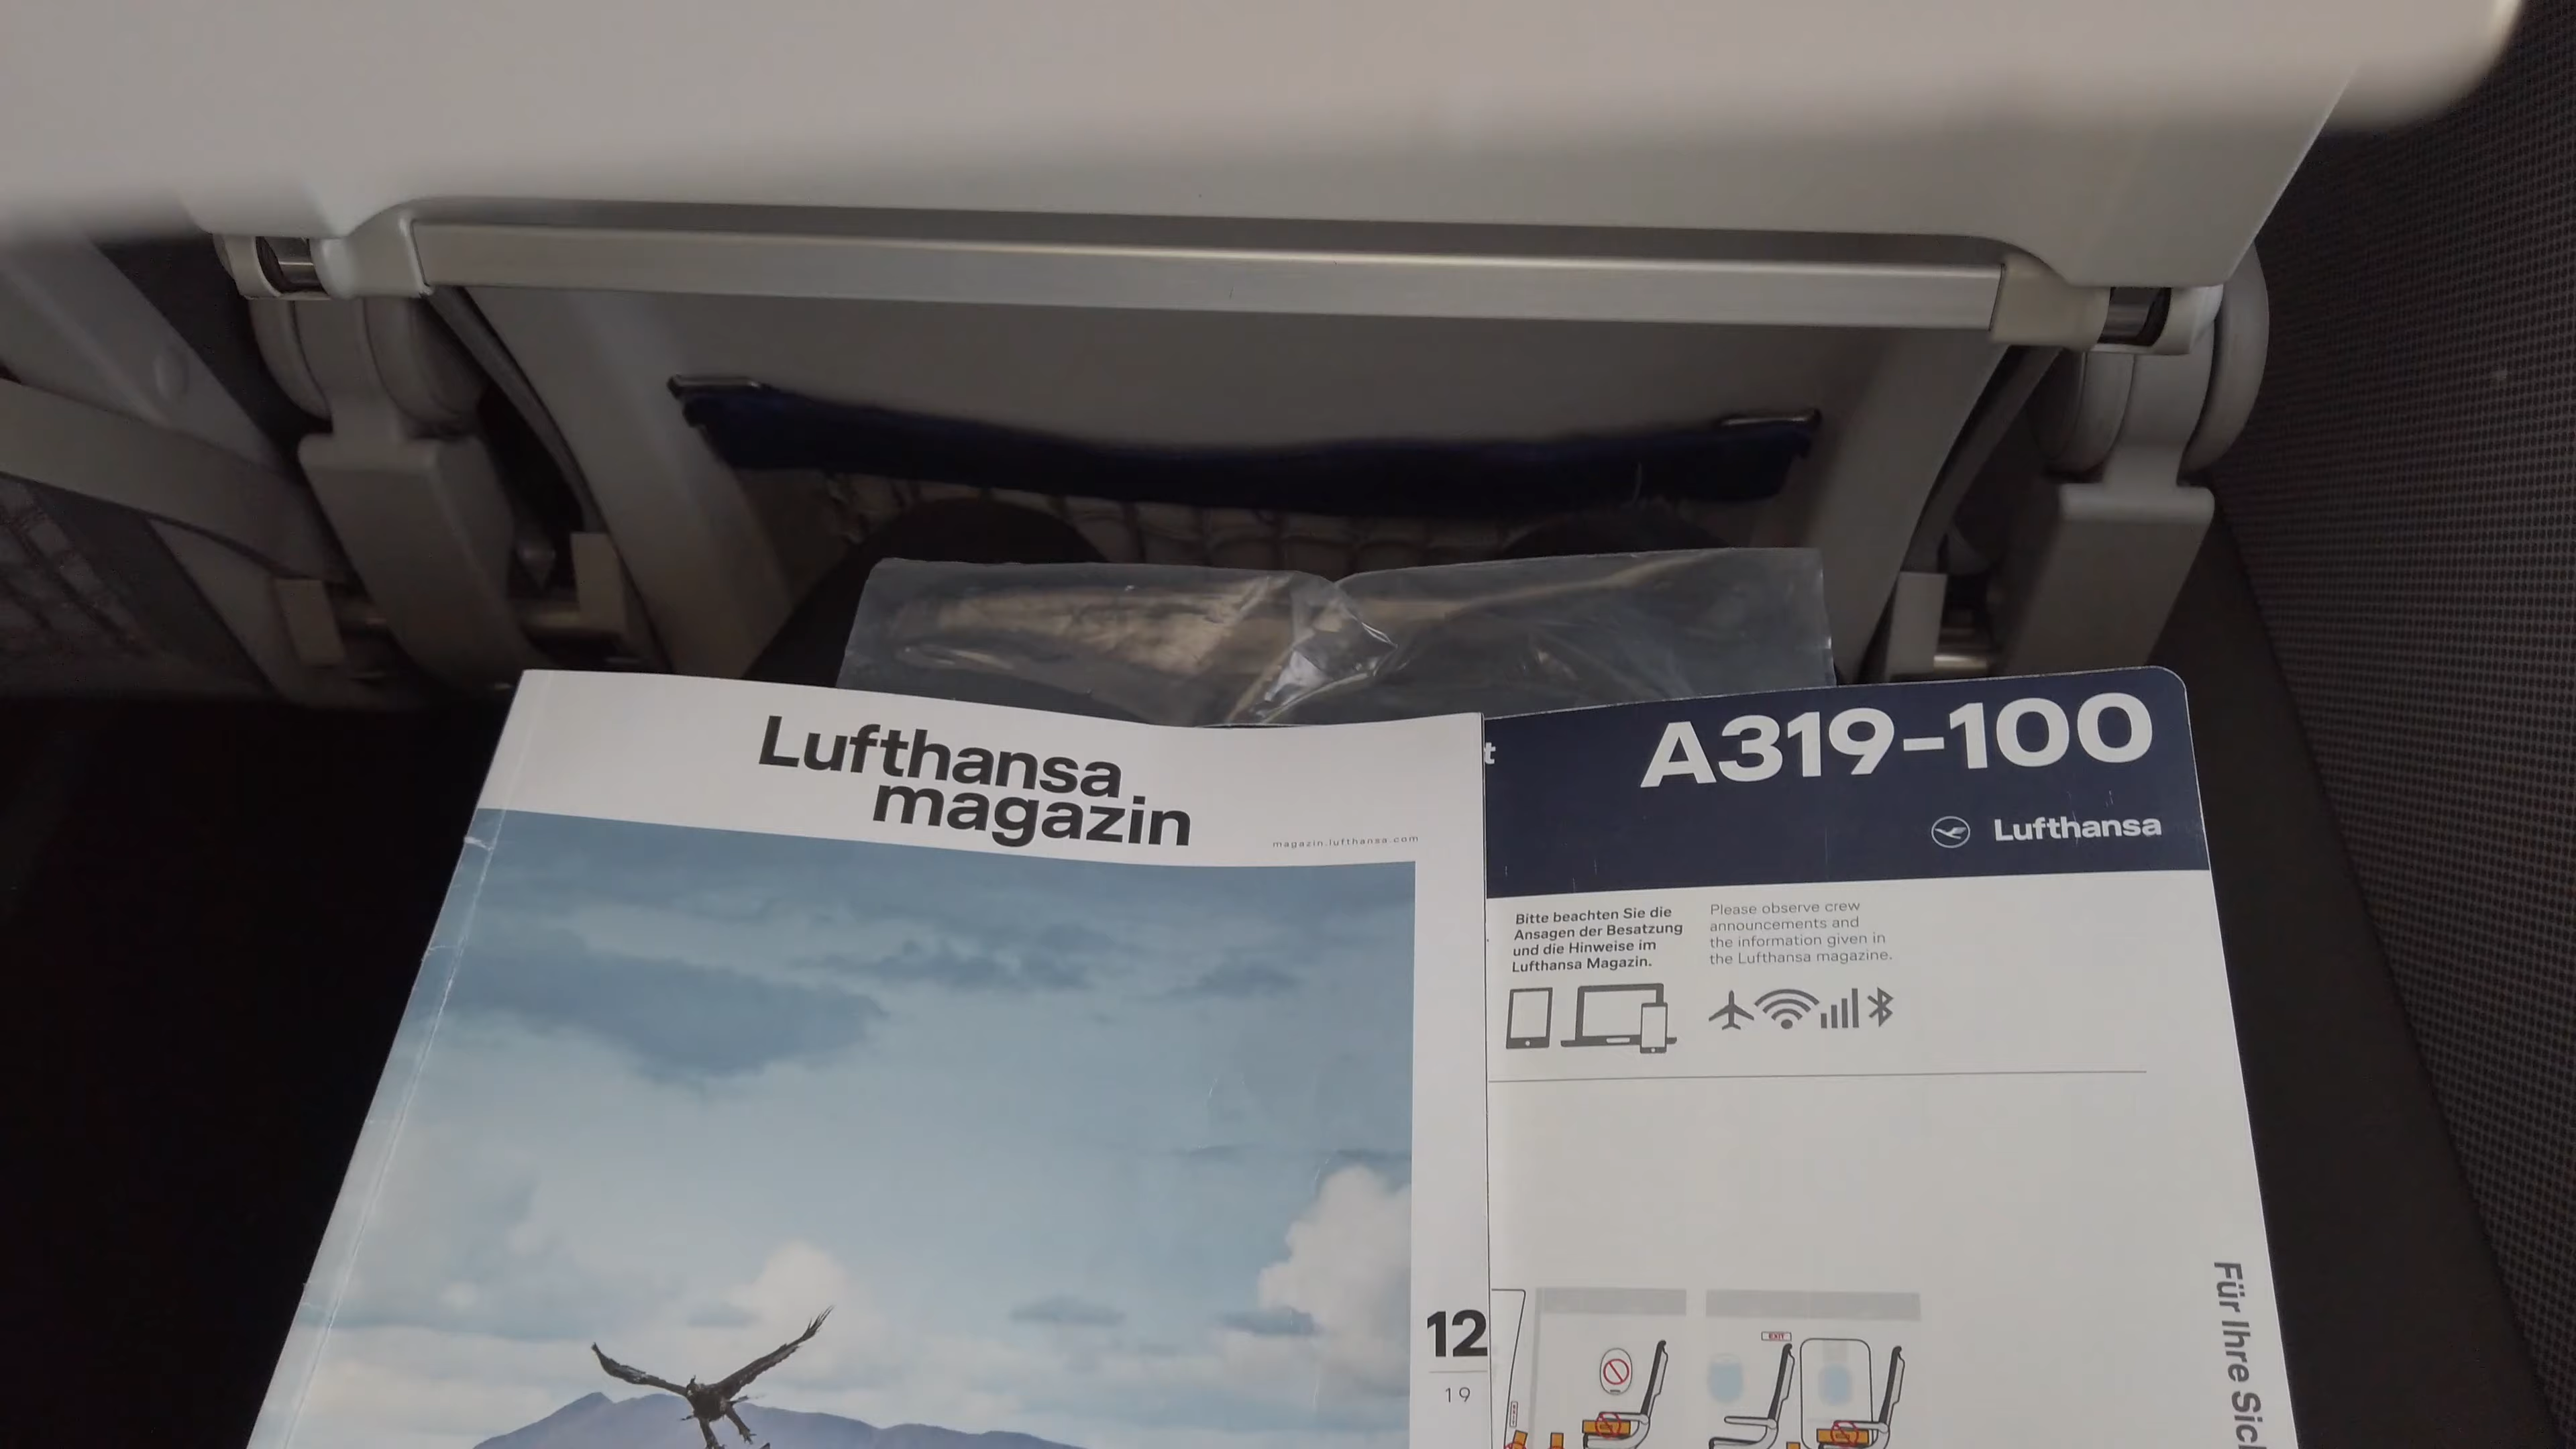 Lufthansa
magazin
magazin.lufthansa.com
12
19
t
A319-100
Lufthansa
Bitte beachten Sie die
Ansagen der Besatzung
und die Hinweise im
Lufthansa Magazin.
Please observe crew
announcements and
the information given in
the Lufthansa magazine.
EXIT
Für Ihre Sich